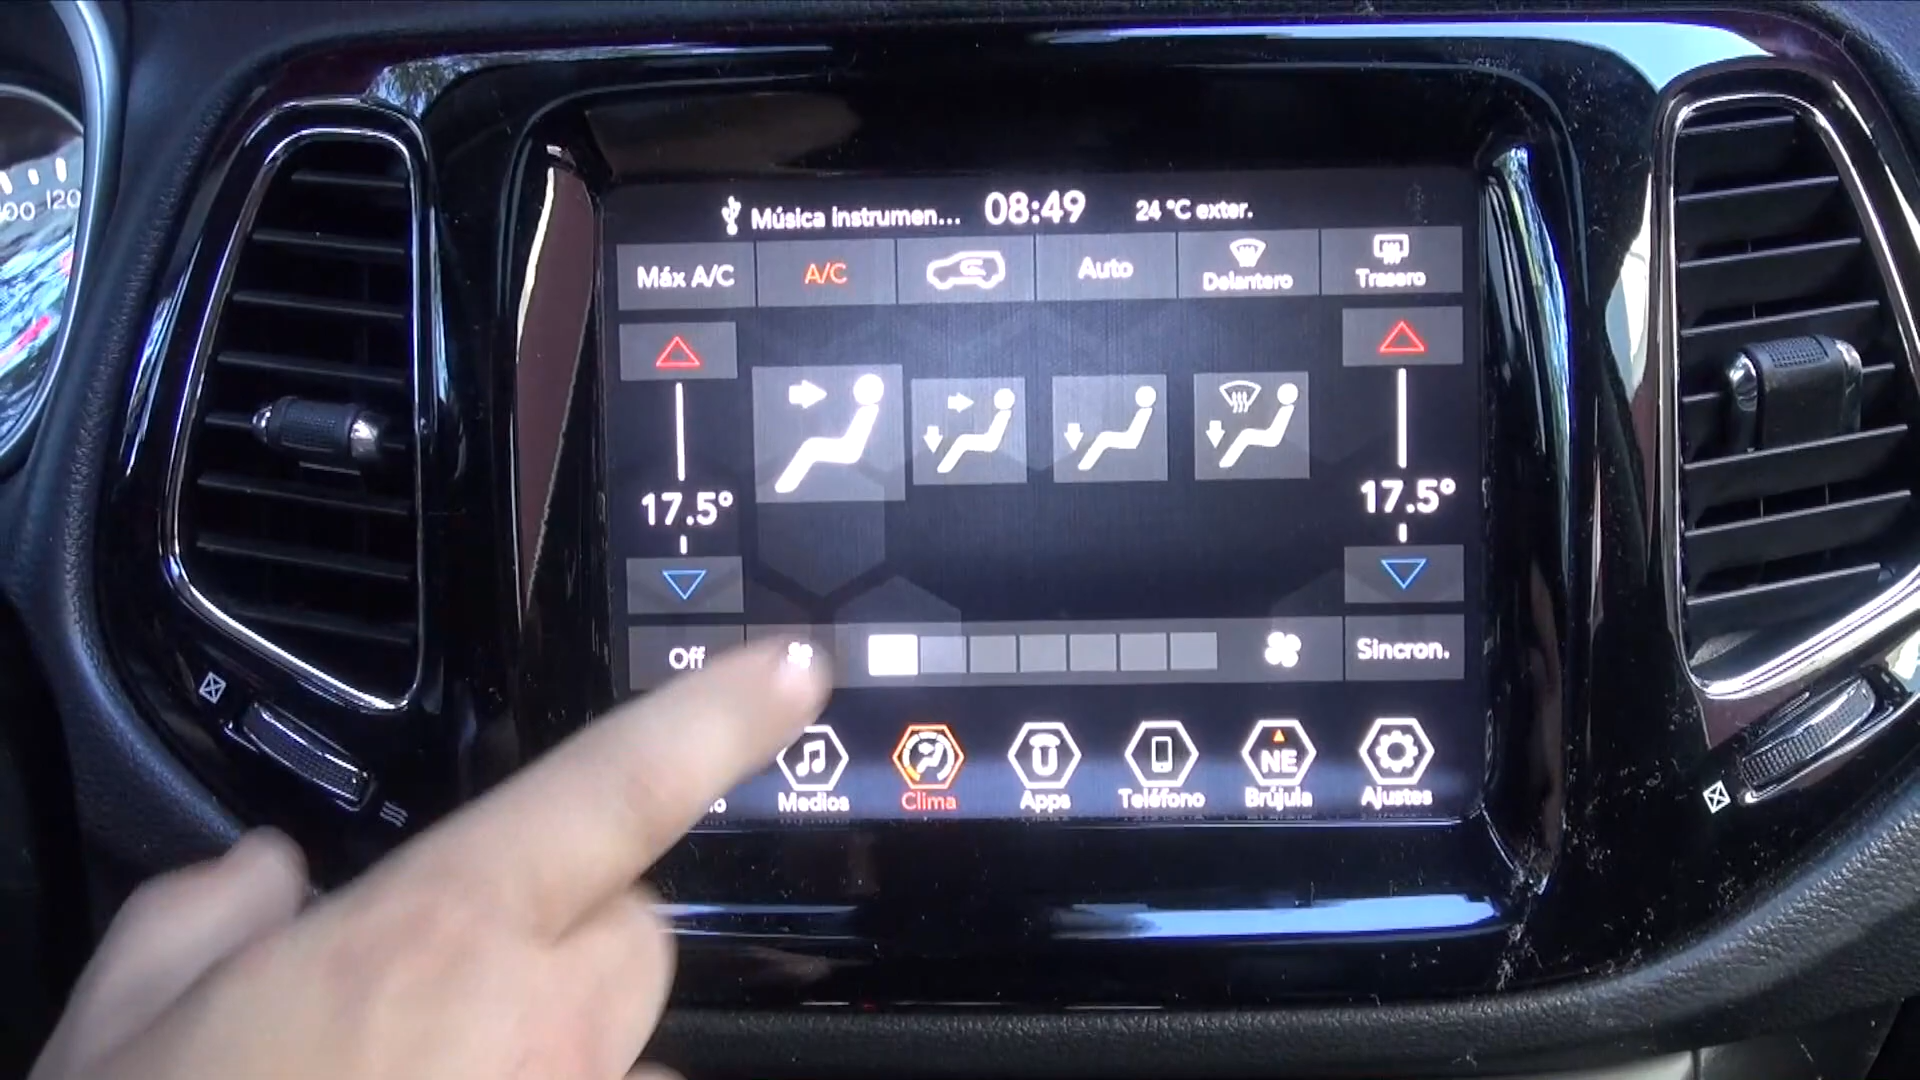 Música instrumen... 08:49 24 °C exter.
Máx A/C A/C Auto Delantero Trasero
17.5° 17.5°
Off Sincron.
NE
Medios Clima Apps Teléfono Brújula Ajustes
120